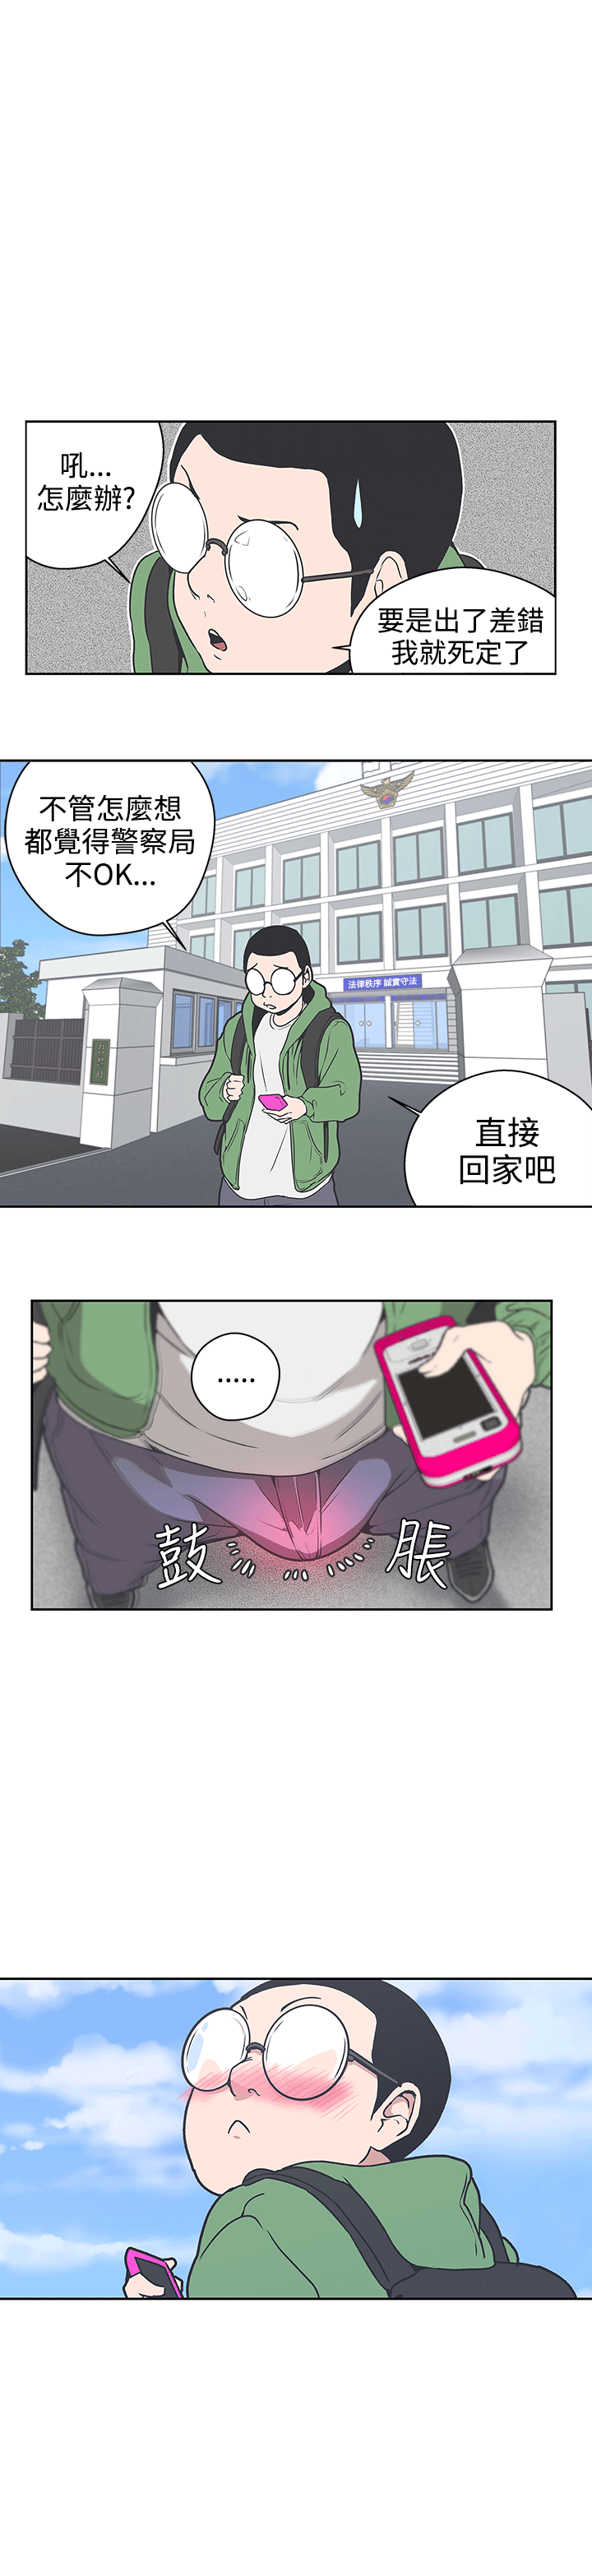 吼...
怎麼辦?
要是出了差錯
我就死定了
不管怎麼想
都覺得警察局
不OK...
法律秩序 誠實守法
直接
回家吧
.....
鼓 脹